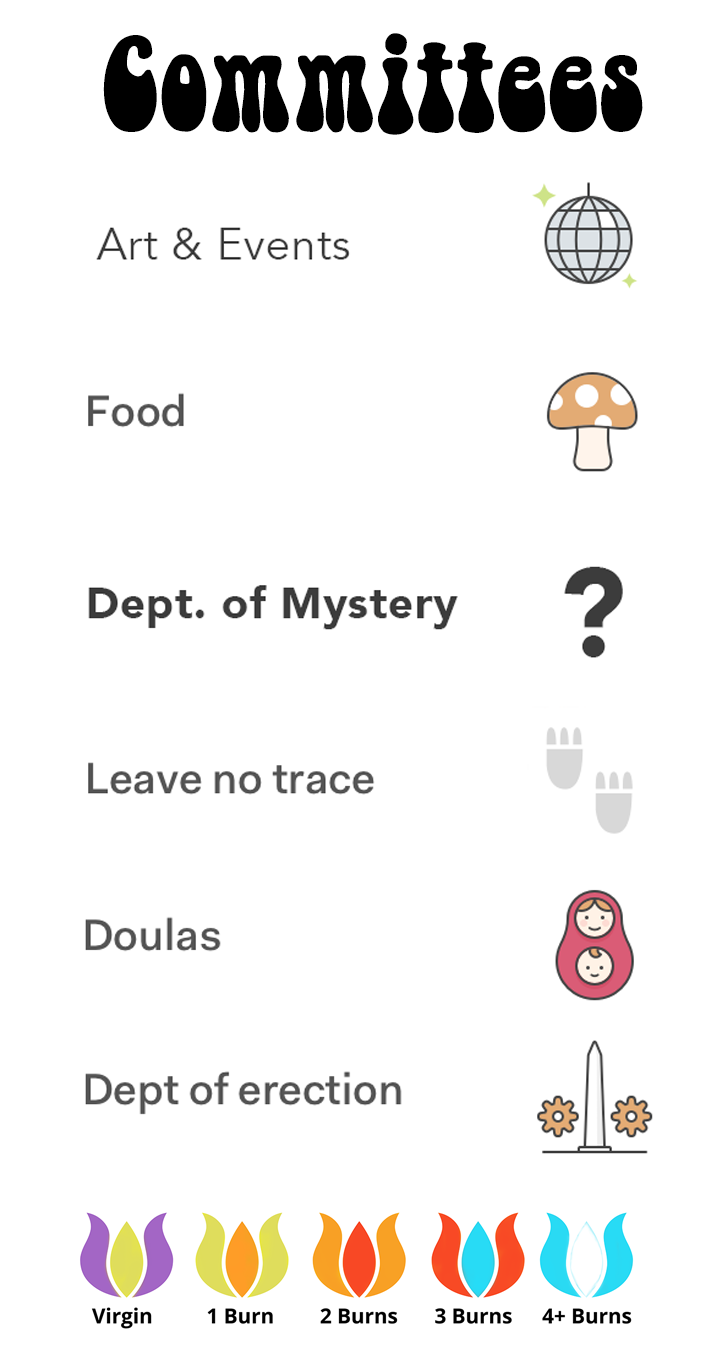 Committees
Art & Events
Food
Dept. of Mystery
?
Leave no trace
Doulas
Dept of erection
Virgin 1 Burn 2 Burns 3 Burns 4+ Burns